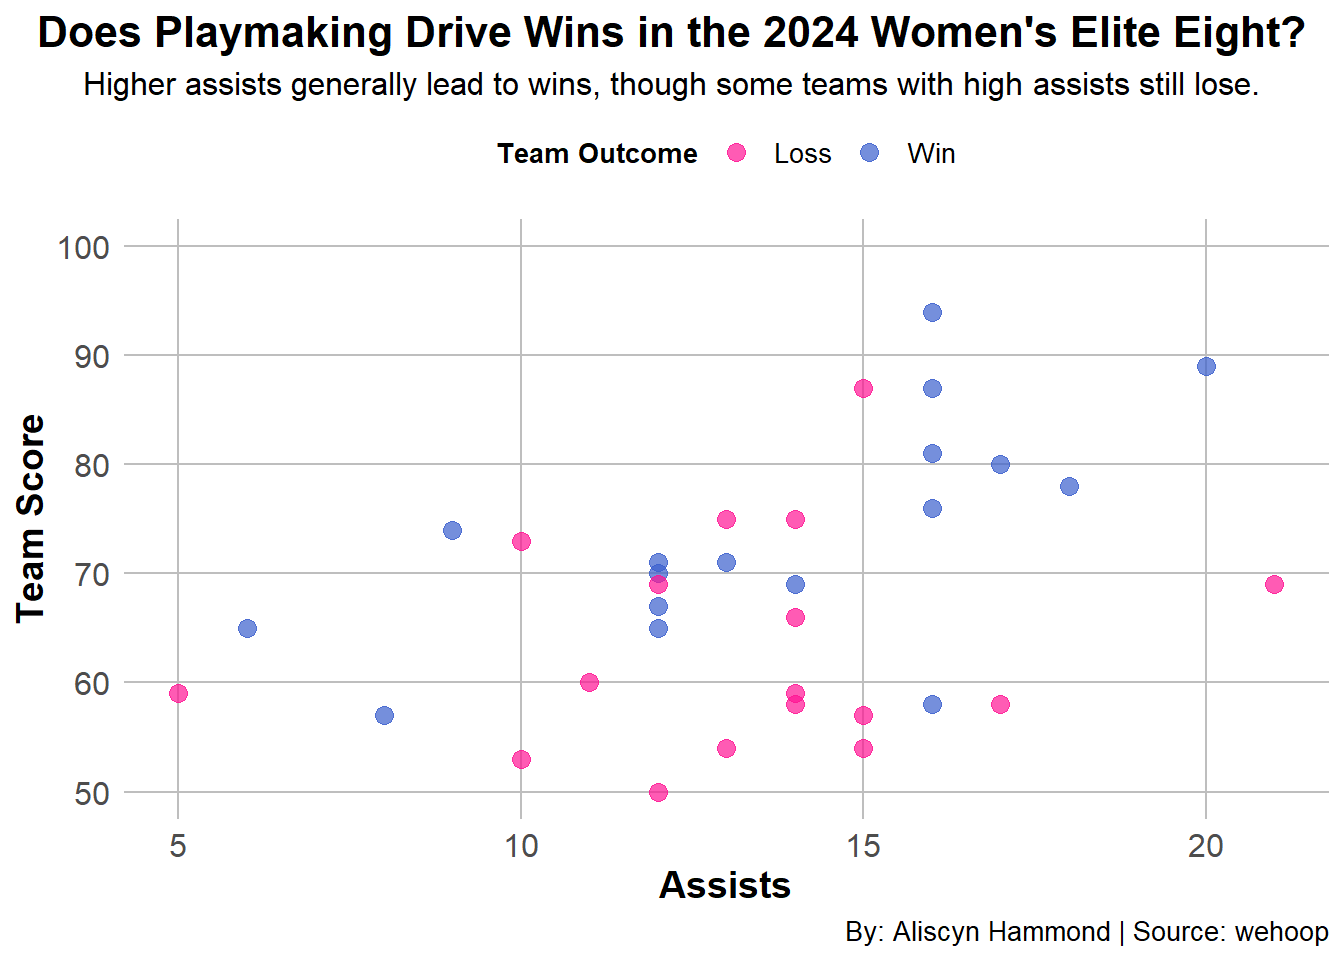 Does Playmaking Drive Wins in the 2024 Women's Elite Eight?
Higher assists generally lead to wins, though some teams with high assists still lose.
Team Outcome Loss Win
100
90
80
70
60
50
Team Score
5 10 15 20
Assists
By: Aliscyn Hammond | Source: wehoop